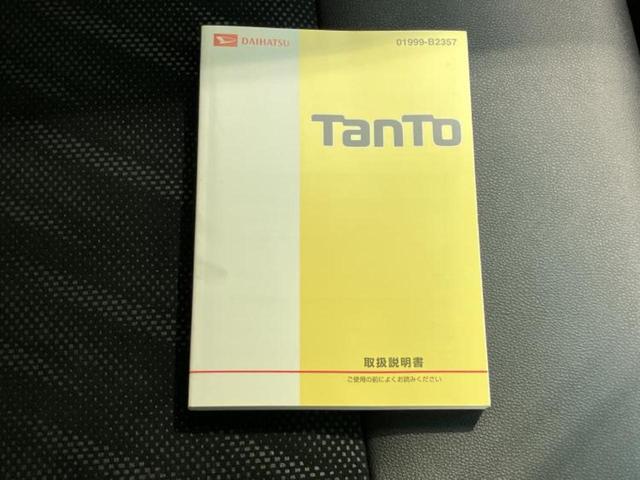 DAIHATSU
01999-B2357
TanTo
取扱説明書
ご使用の前によくお読みください